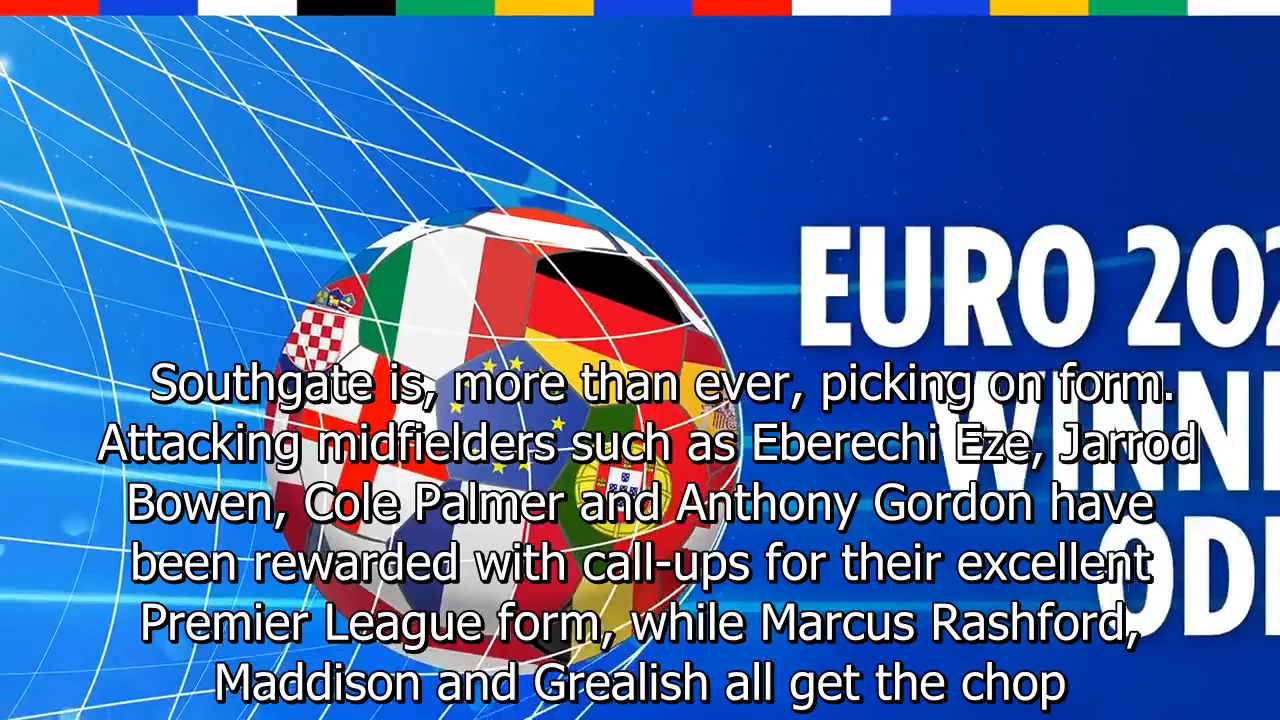 EURO 202
WINN
OD
Southgate is, more than ever, picking on form.
Attacking midfielders such as Eberechi Eze, Jarrod
Bowen, Cole Palmer and Anthony Gordon have
been rewarded with call-ups for their excellent
Premier League form, while Marcus Rashford,
Maddison and Grealish all get the chop